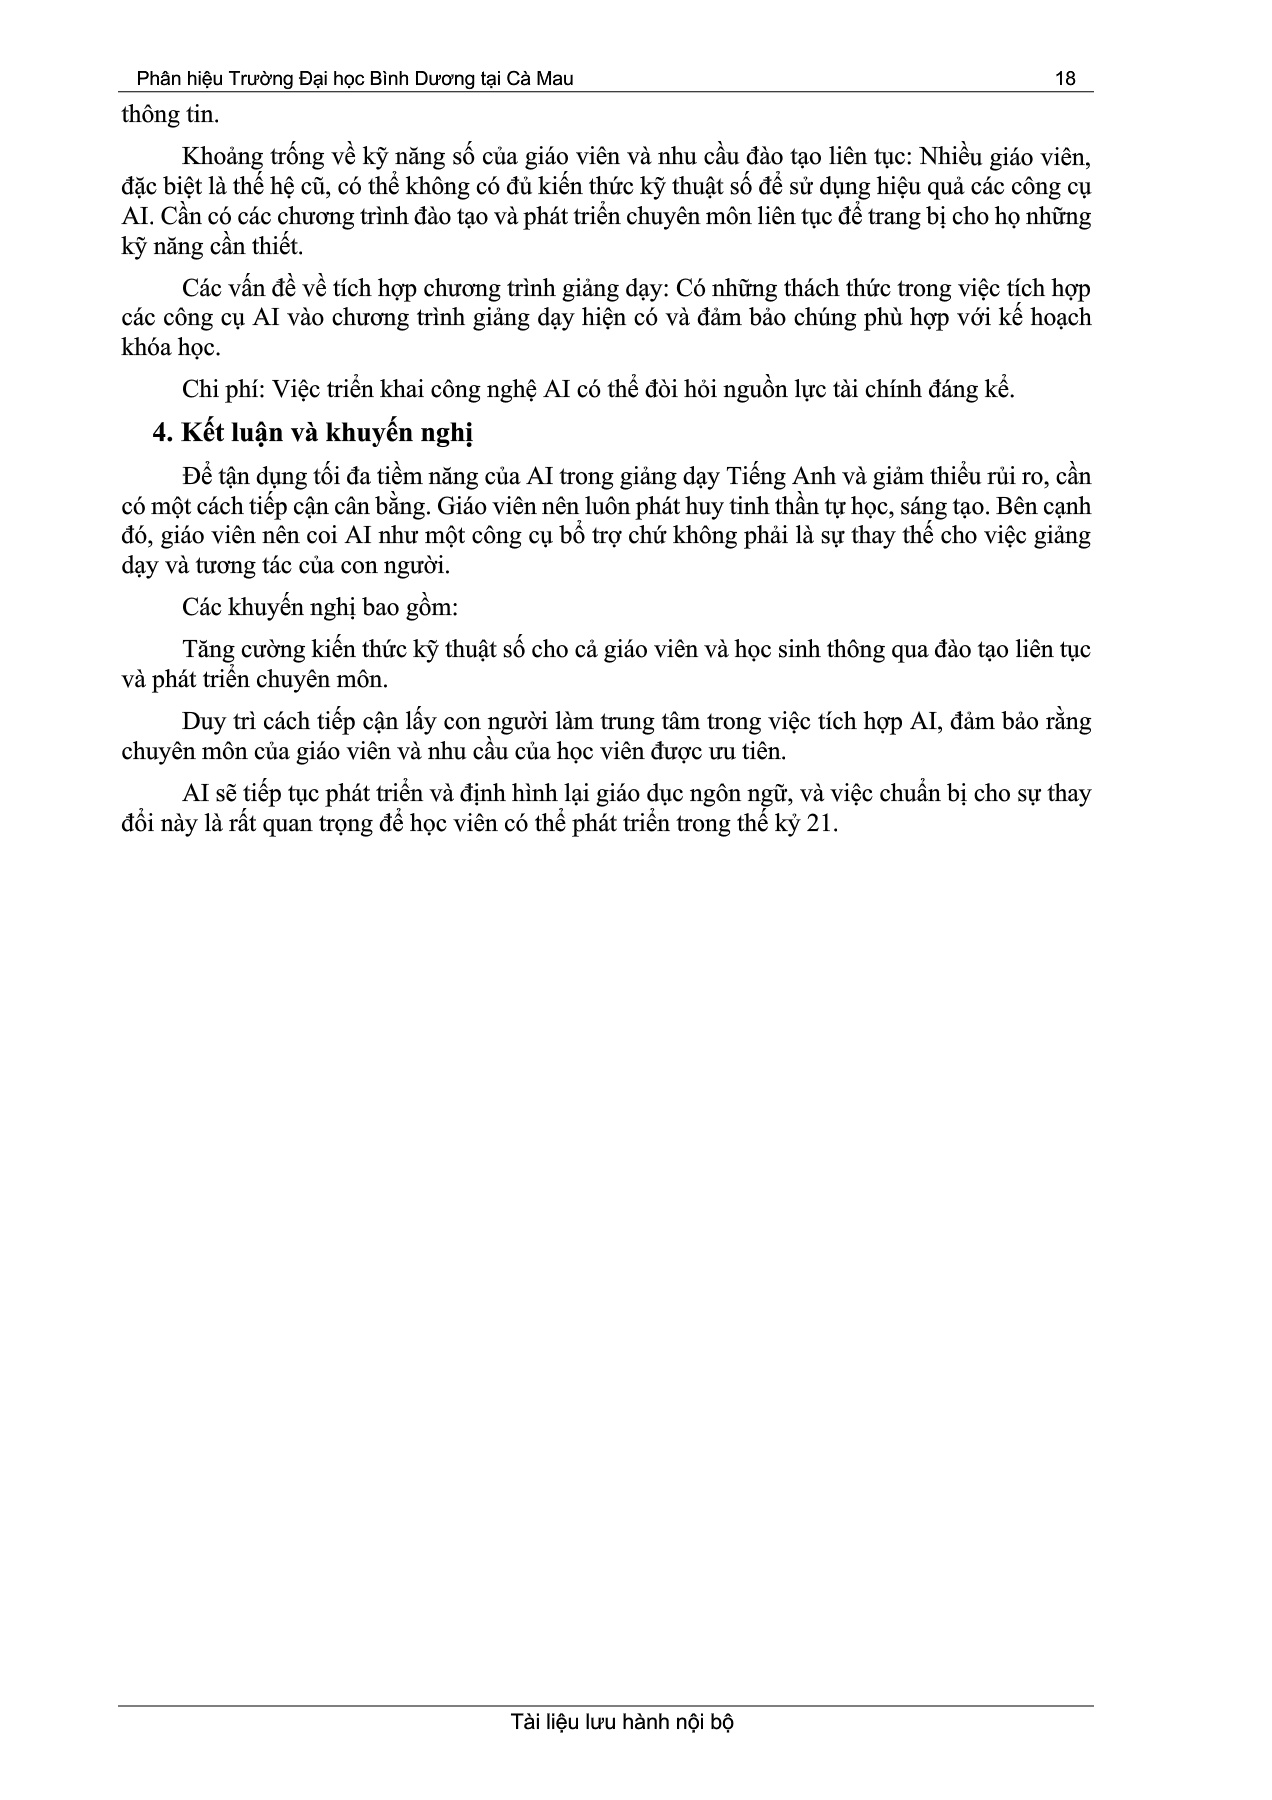 Phân hiệu Trường Đại học Bình Dương tại Cà Mau 18
thông tin.
Khoảng trống về kỹ năng số của giáo viên và nhu cầu đào tạo liên tục: Nhiều giáo viên,
đặc biệt là thế hệ cũ, có thể không có đủ kiến thức kỹ thuật số để sử dụng hiệu quả các công cụ
AI. Cần có các chương trình đào tạo và phát triển chuyên môn liên tục để trang bị cho họ những
kỹ năng cần thiết.
Các vấn đề về tích hợp chương trình giảng dạy: Có những thách thức trong việc tích hợp
các công cụ AI vào chương trình giảng dạy hiện có và đảm bảo chúng phù hợp với kế hoạch
khóa học.
Chi phí: Việc triển khai công nghệ AI có thể đòi hỏi nguồn lực tài chính đáng kể.
4. Kết luận và khuyến nghị
Để tận dụng tối đa tiềm năng của AI trong giảng dạy Tiếng Anh và giảm thiểu rủi ro, cần
có một cách tiếp cận cân bằng. Giáo viên nên luôn phát huy tinh thần tự học, sáng tạo. Bên cạnh
đó, giáo viên nên coi AI như một công cụ bổ trợ chứ không phải là sự thay thế cho việc giảng
dạy và tương tác của con người.
Các khuyến nghị bao gồm:
Tăng cường kiến thức kỹ thuật số cho cả giáo viên và học sinh thông qua đào tạo liên tục
và phát triển chuyên môn.
Duy trì cách tiếp cận lấy con người làm trung tâm trong việc tích hợp AI, đảm bảo rằng
chuyên môn của giáo viên và nhu cầu của học viên được ưu tiên.
AI sẽ tiếp tục phát triển và định hình lại giáo dục ngôn ngữ, và việc chuẩn bị cho sự thay
đổi này là rất quan trọng để học viên có thể phát triển trong thế kỷ 21.
Tài liệu lưu hành nội bộ